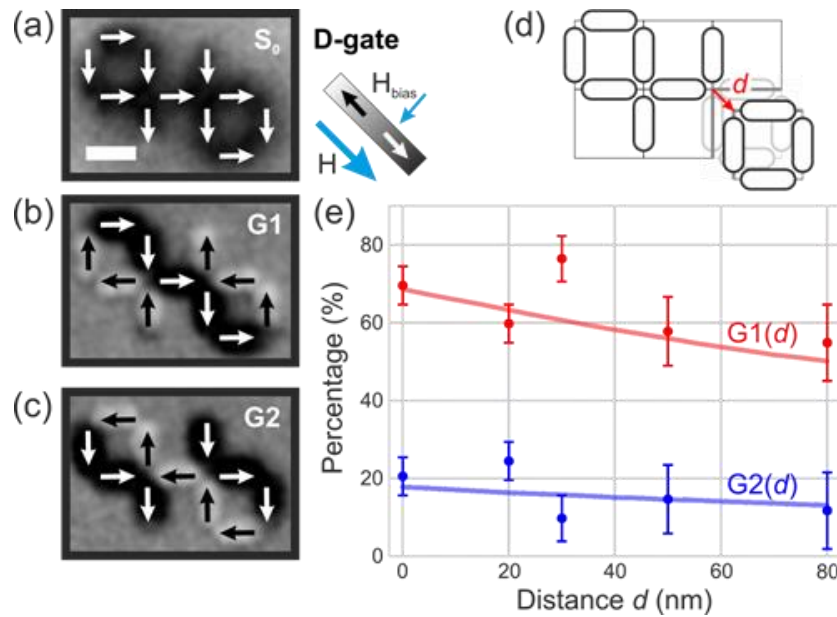 (a)
S₀
D-gate
H_bias
H
(b)
G1
(c)
G2
(d)
d
(e)
Percentage (%)
80
60
40
20
0
G1(d)
G2(d)
0
20
40
60
80
Distance d (nm)